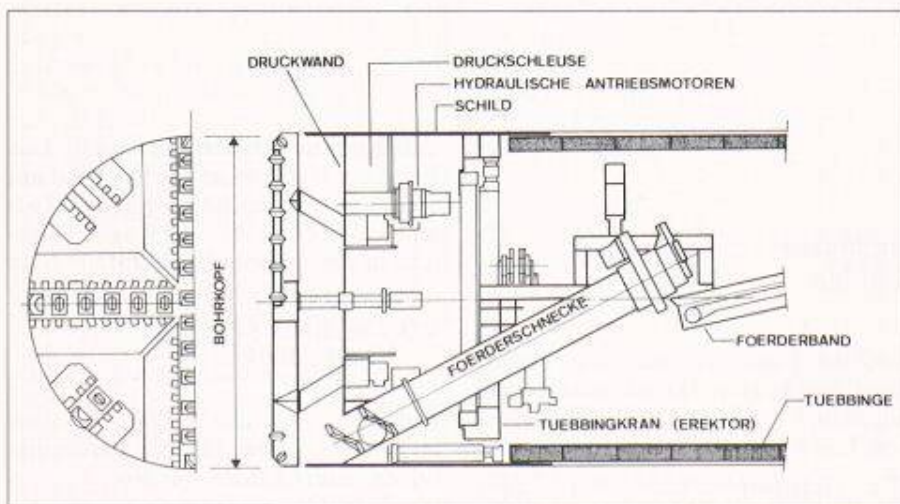 DRUCKWAND
DRUCKSCHLEUSE
HYDRAULISCHE ANTRIEBSMOTOREN
SCHILD
BOHRKOPF
FOERDERSCHNECKE
FOERDERBAND
TUEBBINGE
TUEBBINGKRAN (EREKTOR)